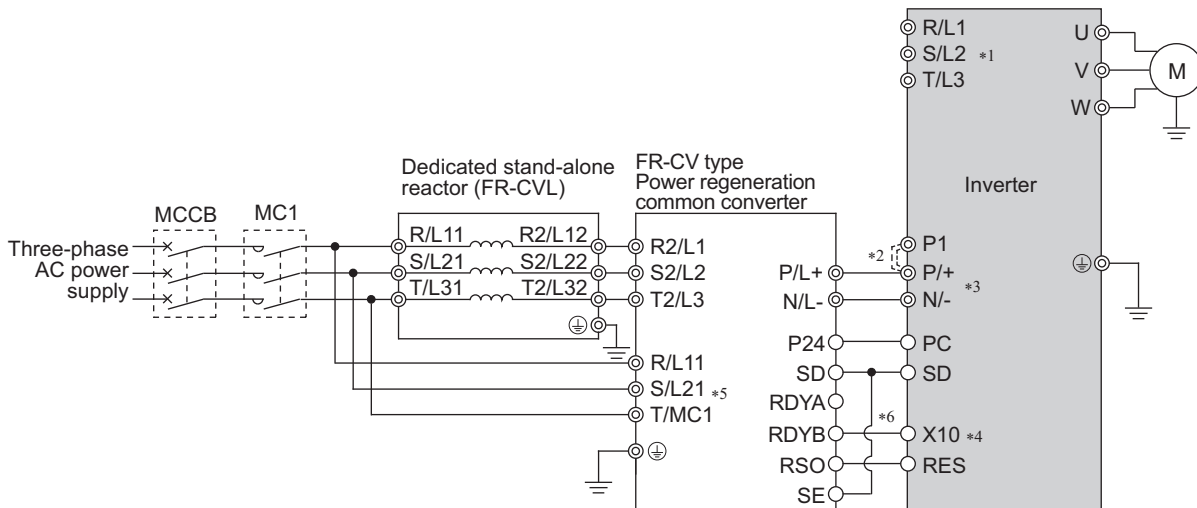 R/L1
S/L2 *1
T/L3
U
V
W
M
Dedicated stand-alone
reactor (FR-CVL)
FR-CV type
Power regeneration
common converter
Inverter
MCCB
MC1
Three-phase
AC power
supply
R/L11
R2/L12
S/L21
S2/L22
T/L31
T2/L32
R2/L1
S2/L2
T2/L3
R/L11
S/L21 *5
T/MC1
P/L+
N/L-
P24
SD
RDYA
RDYB
RSO
SE
*6
*2
P1
P/+
*3
N/-
PC
SD
X10 *4
RES